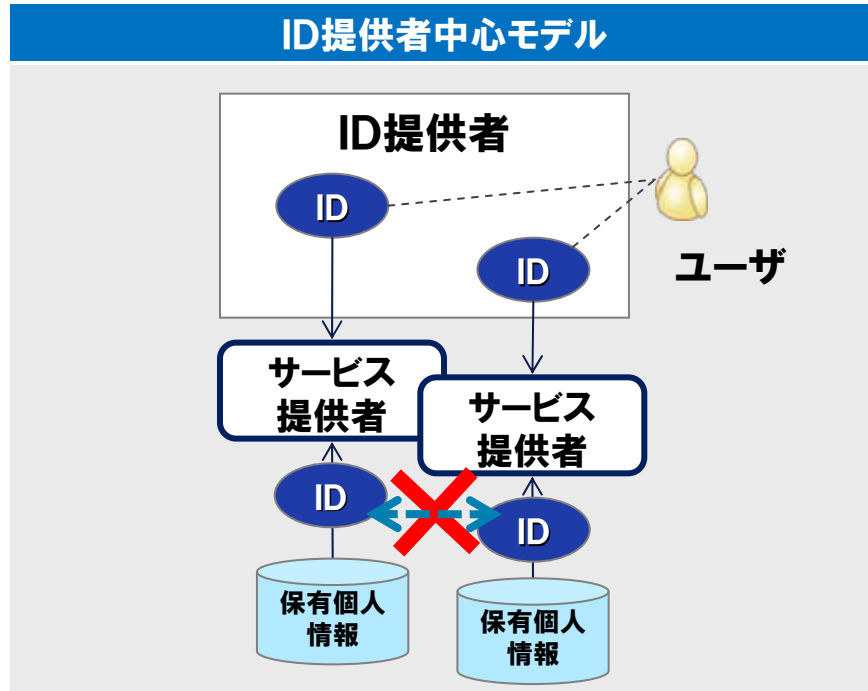 ID提供者中心モデル
ID提供者
ID
ID
ユーザ
サービス
提供者
サービス
提供者
ID
ID
保有個人
情報
保有個人
情報